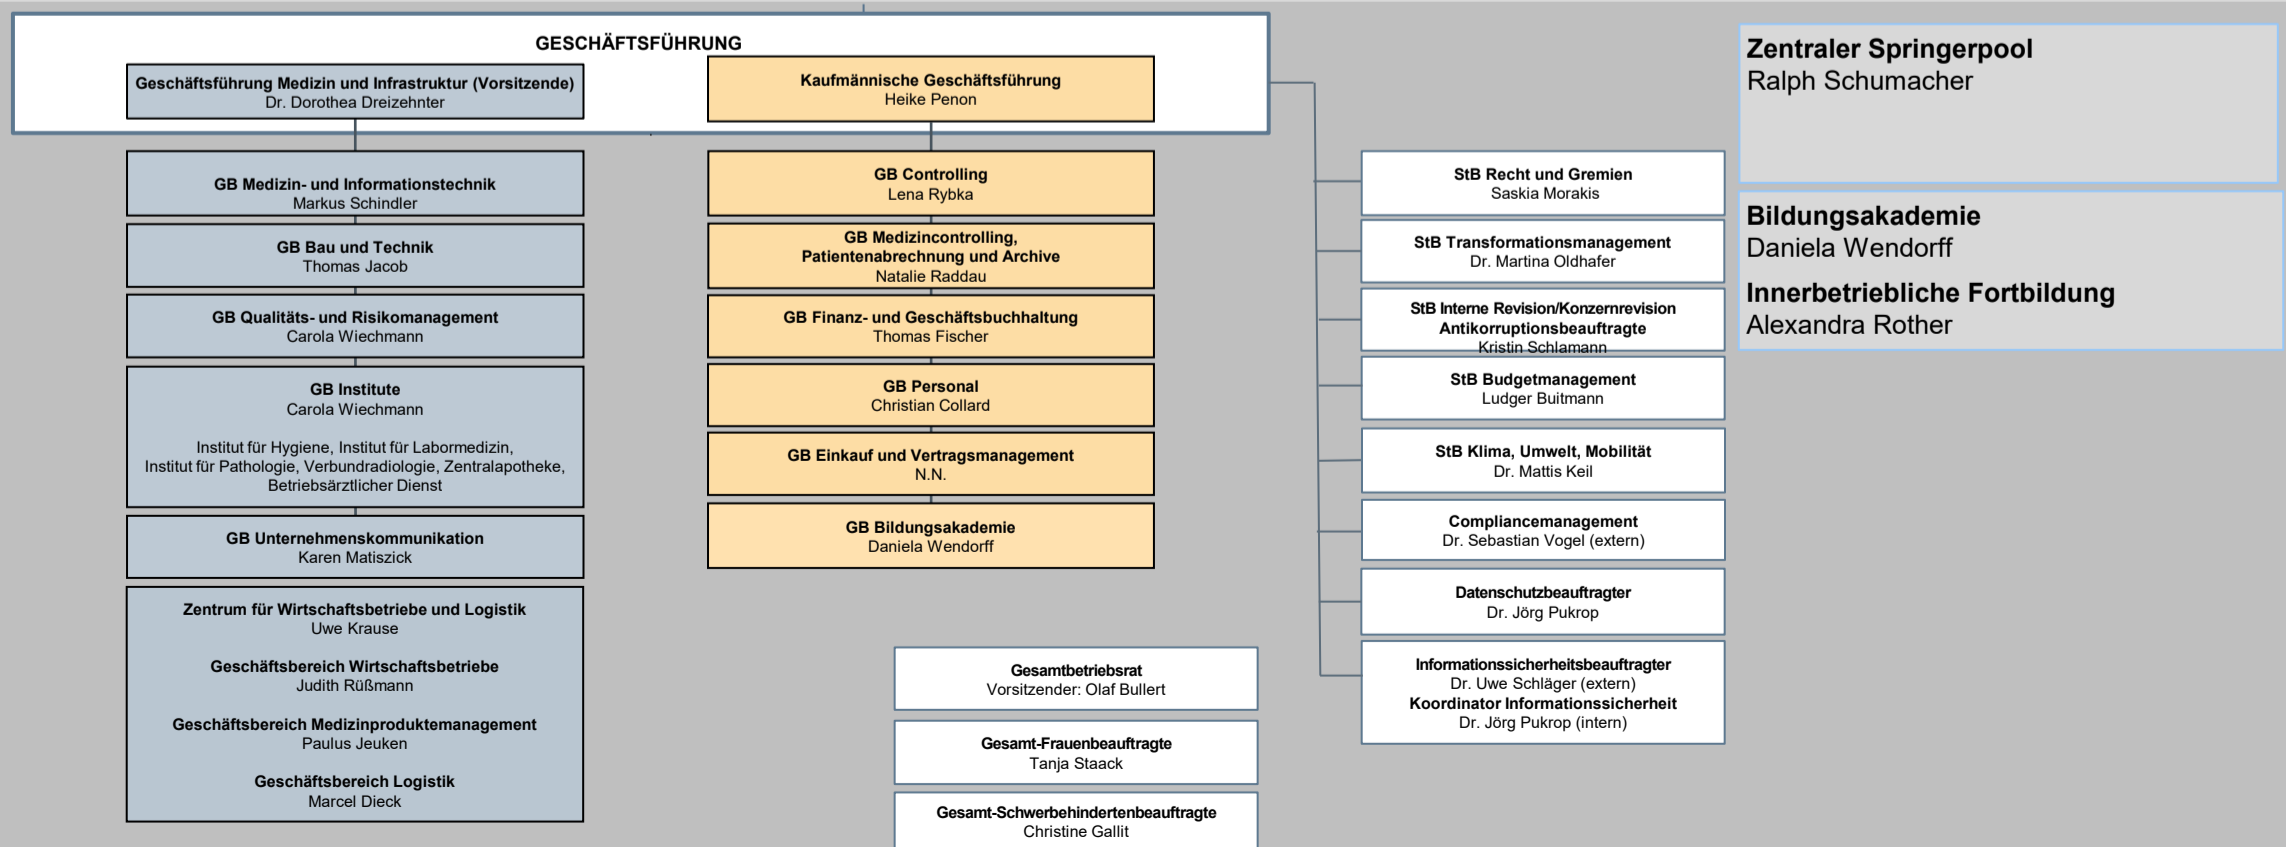 GESCHÄFTSFÜHRUNG
Geschäftsführung Medizin und Infrastruktur (Vorsitzende)
Dr. Dorothea Dreizehnter
Kaufmännische Geschäftsführung
Heike Penon
GB Medizin- und Informationstechnik
Markus Schindler
GB Bau und Technik
Thomas Jacob
GB Qualitäts- und Risikomanagement
Carola Wiechmann
GB Institute
Carola Wiechmann
Institut für Hygiene, Institut für Labormedizin,
Institut für Pathologie, Verbundradiologie, Zentralapotheke,
Betriebsärztlicher Dienst
GB Unternehmenskommunikation
Karen Matiszick
Zentrum für Wirtschaftsbetriebe und Logistik
Uwe Krause
Geschäftsbereich Wirtschaftsbetriebe
Judith Rüßmann
Geschäftsbereich Medizinproduktemanagement
Paulus Jeuken
Geschäftsbereich Logistik
Marcel Dieck
GB Controlling
Lena Rybka
GB Medizincontrolling,
Patientenabrechnung und Archive
Natalie Raddau
GB Finanz- und Geschäftsbuchhaltung
Thomas Fischer
GB Personal
Christian Collard
GB Einkauf und Vertragsmanagement
N.N.
GB Bildungsakademie
Daniela Wendorff
Gesamtbetriebsrat
Vorsitzender: Olaf Bullert
Gesamt-Frauenbeauftragte
Tanja Staack
Gesamt-Schwerbehindertenbeauftragte
Christine Gallit
StB Recht und Gremien
Saskia Morakis
StB Transformationsmanagement
Dr. Martina Oldhafer
StB Interne Revision/Konzernrevision
Antikorruptionsbeauftragte
Kristin Schlamann
StB Budgetmanagement
Ludger Buitmann
StB Klima, Umwelt, Mobilität
Dr. Mattis Keil
Compliancemanagement
Dr. Sebastian Vogel (extern)
Datenschutzbeauftragter
Dr. Jörg Pukrop
Informationssicherheitsbeauftragter
Dr. Uwe Schläger (extern)
Koordinator Informationssicherheit
Dr. Jörg Pukrop (intern)
Zentraler Springerpool
Ralph Schumacher
Bildungsakademie
Daniela Wendorff
Innerbetriebliche Fortbildung
Alexandra Rother